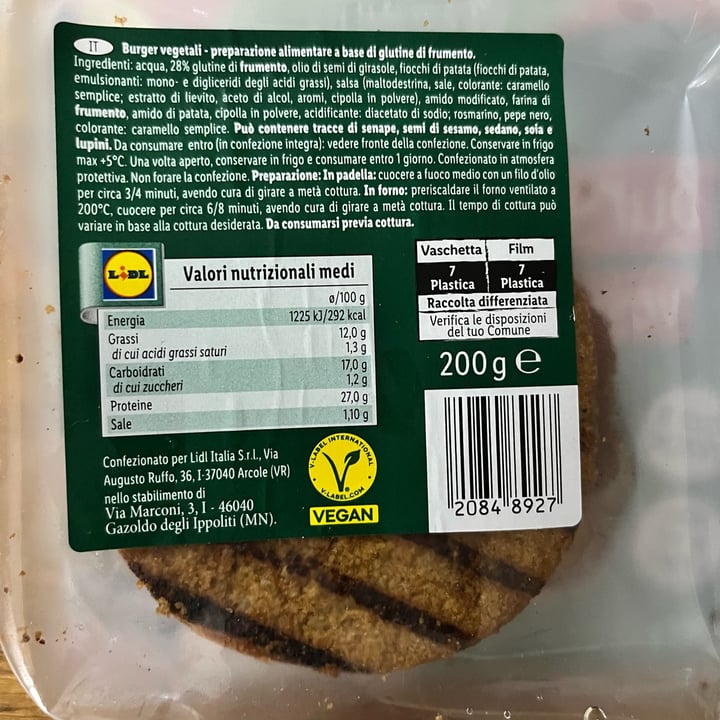 IT Burger vegetali - preparazione alimentare a base di glutine di frumento.
Ingredienti: acqua, 28% glutine di frumento, olio di semi di girasole, fiocchi di patata (fiocchi di patata,
emulsionanti: mono- e digliceridi degli acidi grassi), salsa (maltodestrina, sale, colorante: caramello
semplice; estratto di lievito, aceto di alcol, aromi, cipolla in polvere), amido modificato, farina di
frumento, amido di patata, cipolla in polvere, acidificante: diacetato di sodio; rosmarino, pepe nero,
colorante: caramello semplice. Può contenere tracce di senape, semi di sesamo, sedano, soia e
lupini. Da consumare entro (in confezione integra): vedere fronte della confezione. Conservare in frigo
max +5°C. Una volta aperto, conservare in frigo e consumare entro 1 giorno. Confezionato in atmosfera
protettiva. Non forare la confezione. Preparazione: In padella: cuocere a fuoco medio con un filo d'olio
per circa 3/4 minuti, avendo cura di girare a metà cottura. In forno: preriscaldare il forno ventilato a
200°C, cuocere per circa 6/8 minuti, avendo cura di girare a metà cottura. Il tempo di cottura può
variare in base alla cottura desiderata. Da consumarsi previa cottura.
LIDL
Valori nutrizionali medi
ø/100 g
Energia 1225 kJ/292 kcal
Grassi 12,0 g
di cui acidi grassi saturi 1,3 g
Carboidrati 17,0 g
di cui zuccheri 1,2 g
Proteine 27,0 g
Sale 1,10 g
Vaschetta Film
7 7
Plastica Plastica
Raccolta differenziata
Verifica le disposizioni
del tuo Comune
200 g e
Confezionato per Lidl Italia S.r.l., Via
Augusto Ruffo, 36, I-37040 Arcole (VR)
nello stabilimento di
Via Marconi, 3, I - 46040
Gazoldo degli Ippoliti (MN).
V-LABEL INTERNATIONAL
V-LABEL.COM
VEGAN
2084 8927